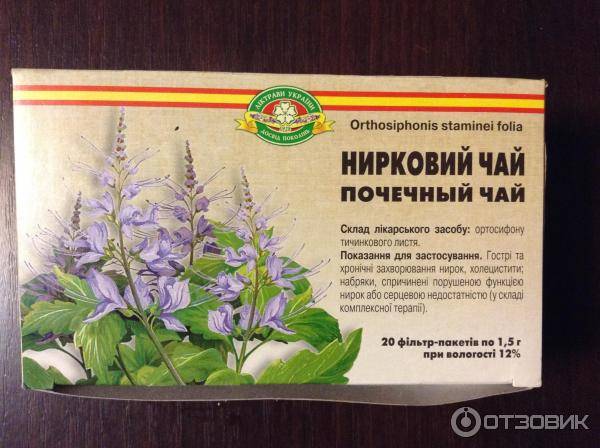 ЛІКТРАВИ УКРАЇНИ
ДОСВІД ПОКОЛІНЬ
Orthosiphonis staminei folia
НИРКОВИЙ ЧАЙ
ПОЧЕЧНЫЙ ЧАЙ
Склад лікарського засобу: ортосифону
тичинкового листя.
Показання для застосування. Гострі та
хронічні захворювання нирок, холецистити;
набряки, спричинені порушеною функцією
нирок або серцевою недостатністю (у складі
комплексної терапії).
20 фільтр-пакетів по 1,5 г
при вологості 12%
ОТЗОВИК